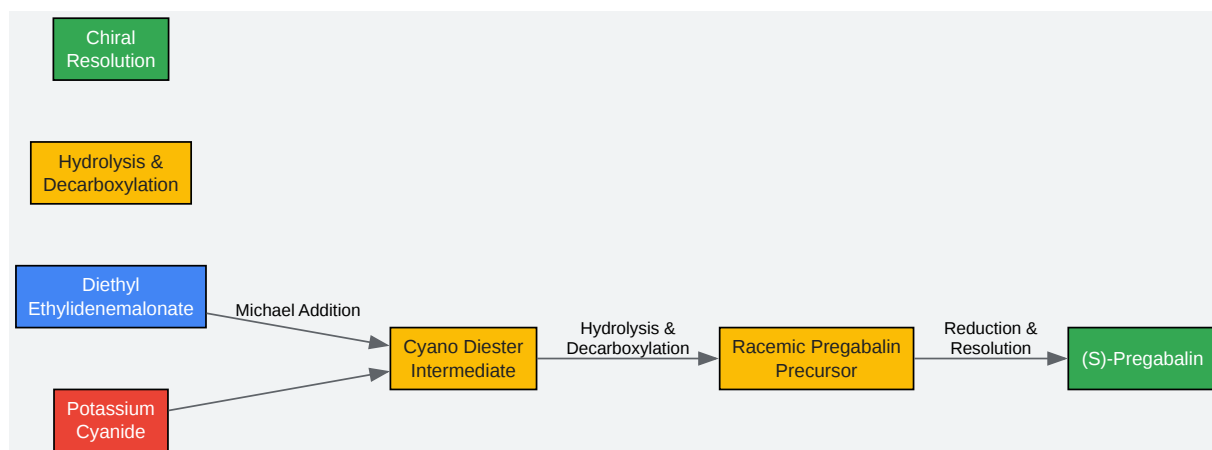 Chiral
Resolution
Hydrolysis &
Decarboxylation
Diethyl
Ethylidenemalonate
Michael Addition
Potassium
Cyanide
Cyano Diester
Intermediate
Hydrolysis &
Decarboxylation
Racemic Pregabalin
Precursor
Reduction &
Resolution
(S)-Pregabalin